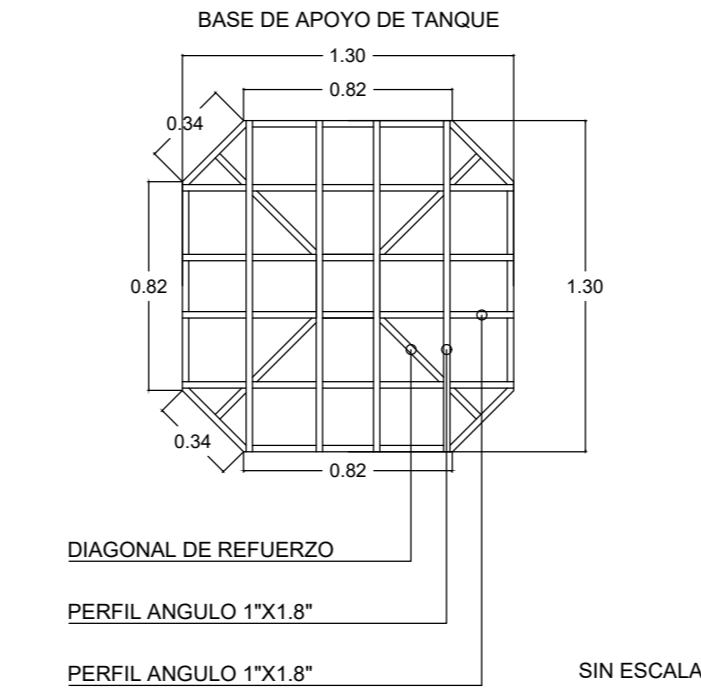 BASE DE APOYO DE TANQUE
1.30
0.82
0.34
0.82
1.30
0.34
0.82
DIAGONAL DE REFUERZO
PERFIL ANGULO 1"X1.8"
PERFIL ANGULO 1"X1.8"
SIN ESCALA